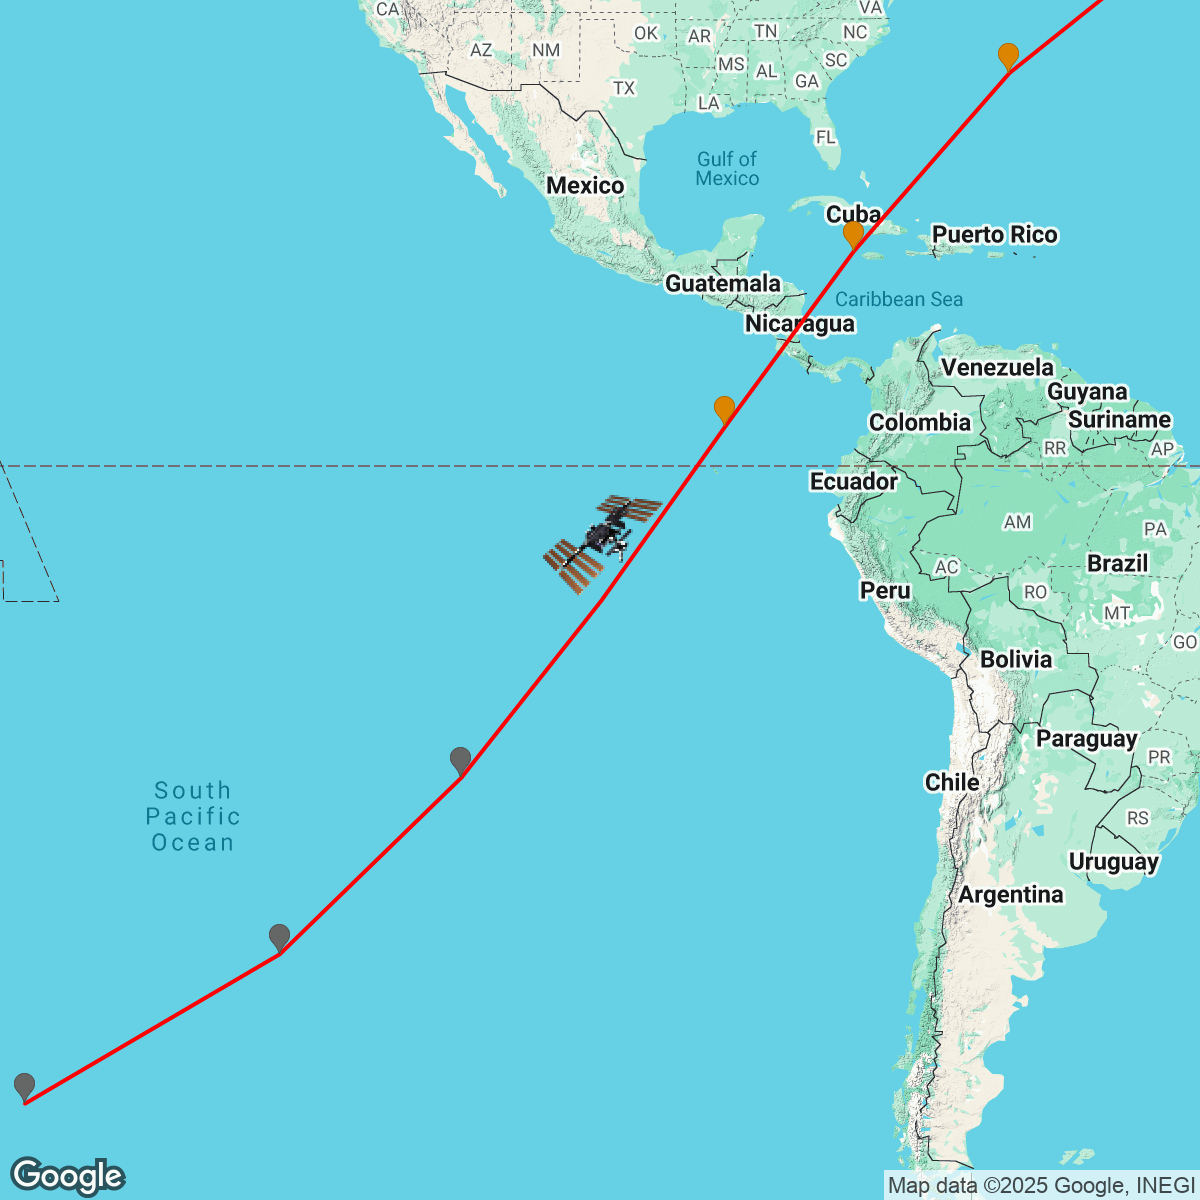 CA
VA
OK
TN
NC
AZ
NM
AR
SC
MS
AL
GA
TX
LA
FL
Gulf of
Mexico
Mexico
Cuba
Puerto Rico
Guatemala
Caribbean Sea
Nicaragua
Venezuela
Guyana
Colombia
Suriname
RR
AP
Ecuador
AM
PA
Brazil
AC
Peru
RO
MT
GO
Bolivia
Paraguay
PR
Chile
South
Pacific
Ocean
RS
Uruguay
Argentina
Google
Map data ©2025 Google, INEGI